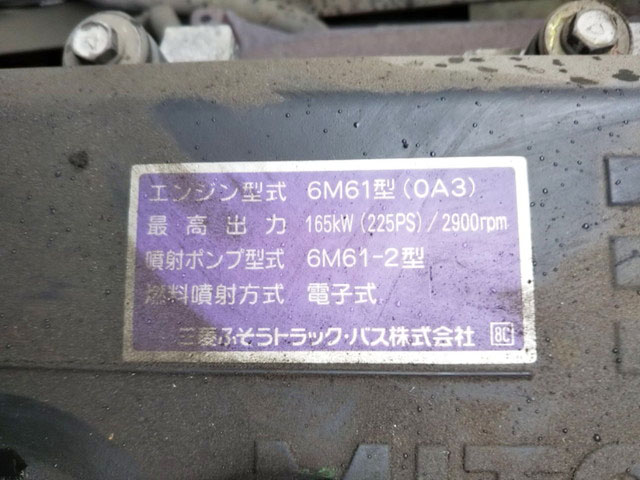 エンジン型式 6M61型(0A3)
最高出力 165kW(225PS)/2900rpm
噴射ポンプ型式 6M61-2型
燃料噴射方式 電子式
三菱ふそうトラック・バス株式会社 8C